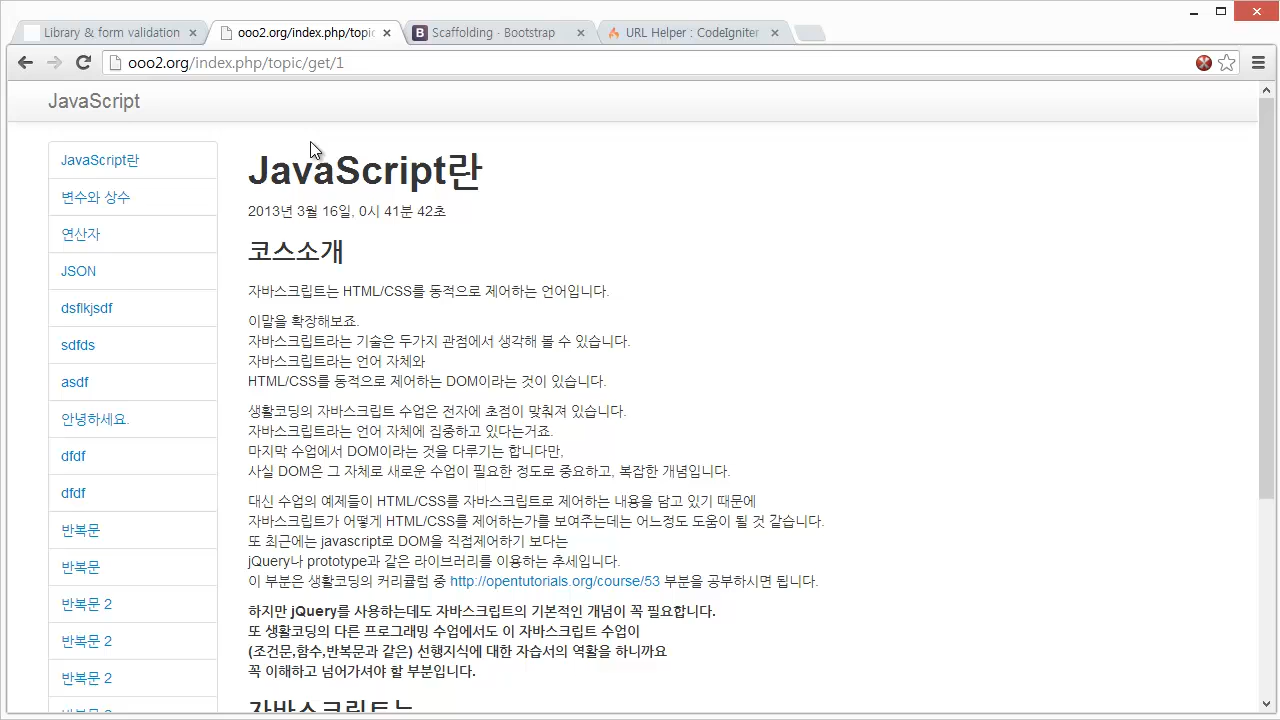 Library & form validation
ooo2.org/index.php/topic
Scaffolding · Bootstrap
URL Helper : CodeIgniter
ooo2.org/index.php/topic/get/1
JavaScript
JavaScript란
변수와 상수
연산자
JSON
dsflkjsdf
sdfds
asdf
안녕하세요.
dfdf
dfdf
반복문
반복문
반복문 2
반복문 2
반복문 2
JavaScript란
2013년 3월 16일, 0시 41분 42초
코스소개
자바스크립트는 HTML/CSS를 동적으로 제어하는 언어입니다.
이말을 확장해보죠.
자바스크립트라는 기술은 두가지 관점에서 생각해 볼 수 있습니다.
자바스크립트라는 언어 자체와
HTML/CSS를 동적으로 제어하는 DOM이라는 것이 있습니다.
생활코딩의 자바스크립트 수업은 전자에 초점이 맞춰져 있습니다.
자바스크립트라는 언어 자체에 집중하고 있다는거죠.
마지막 수업에서 DOM이라는 것을 다루기는 합니다만,
사실 DOM은 그 자체로 새로운 수업이 필요한 정도로 중요하고, 복잡한 개념입니다.
대신 수업의 예제들이 HTML/CSS를 자바스크립트로 제어하는 내용을 담고 있기 때문에
자바스크립트가 어떻게 HTML/CSS를 제어하는가를 보여주는데는 어느정도 도움이 될 것 같습니다.
또 최근에는 javascript로 DOM을 직접제어하기 보다는
jQuery나 prototype과 같은 라이브러리를 이용하는 추세입니다.
이 부분은 생활코딩의 커리큘럼 중 http://opentutorials.org/course/53 부분을 공부하시면 됩니다.
하지만 jQuery를 사용하는데도 자바스크립트의 기본적인 개념이 꼭 필요합니다.
또 생활코딩의 다른 프로그래밍 수업에서도 이 자바스크립트 수업이
(조건문,함수,반복문과 같은) 선행지식에 대한 자습서의 역활을 하니까요
꼭 이해하고 넘어가셔야 할 부분입니다.
자바스크립트는